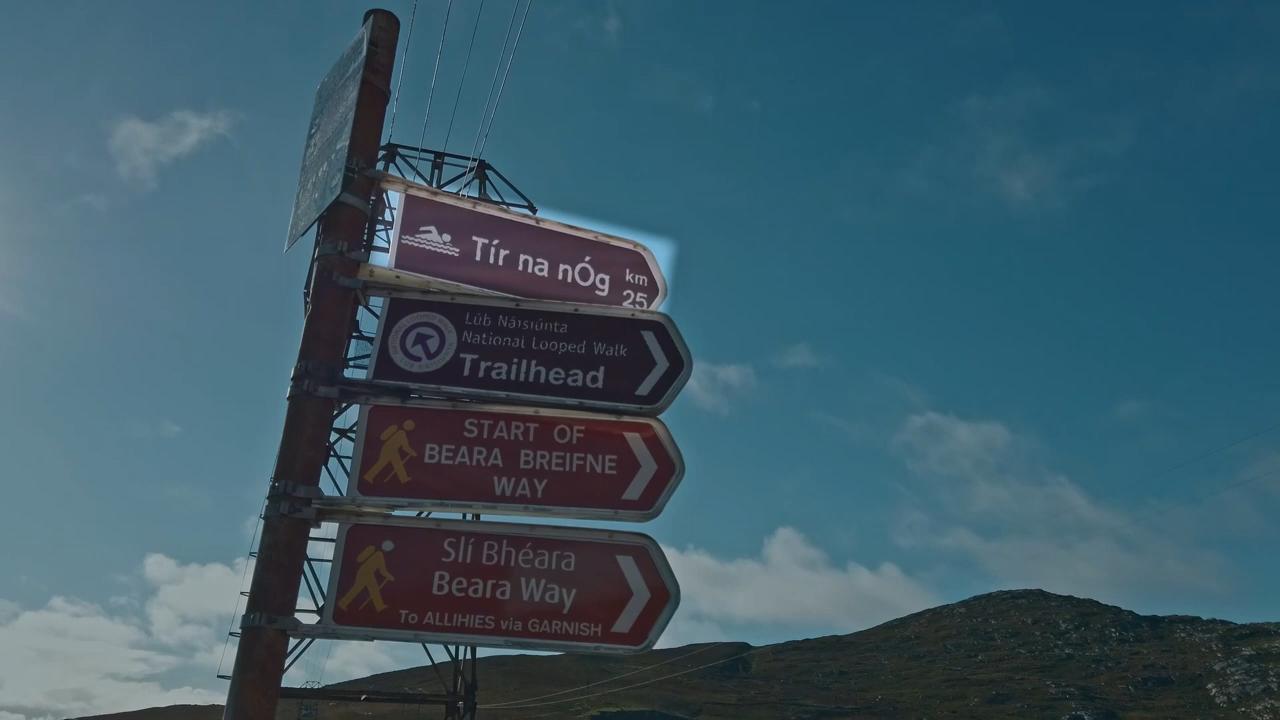 Tír na nÓg
km
25
Lúb Náisiúnta
National Looped Walk
Trailhead
START OF
BEARA BREIFNE
WAY
Slí Bhéara
Beara Way
To ALLIHIES via GARNISH